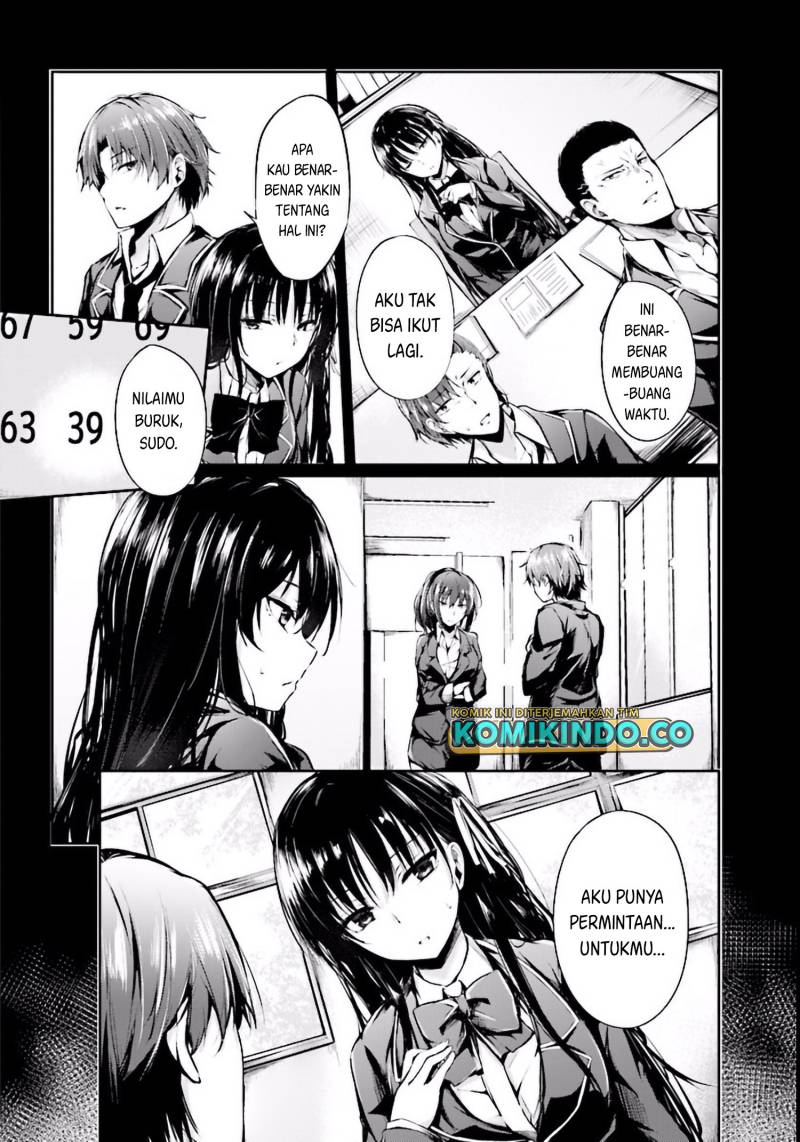 APA
KAU BENAR-
BENAR YAKIN
TENTANG
HAL INI?
AKU TAK
BISA IKUT
LAGI.
INI
BENAR-
BENAR
MEMBUANG
-BUANG
WAKTU.
67 59 69
63 39
NILAIMU
BURUK,
SUDO.
KOMIK INI DITERJEMAHKAN TIM
KOMIKINDO.CO
AKU PUNYA
PERMINTAAN...
UNTUKMU...